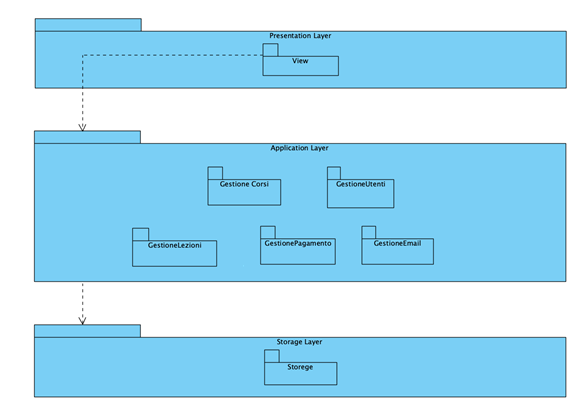 Presentation Layer
View
Application Layer
Gestione Corsi
GestioneUtenti
GestioneLezioni
GestionePagamento
GestioneEmail
Storage Layer
Storege